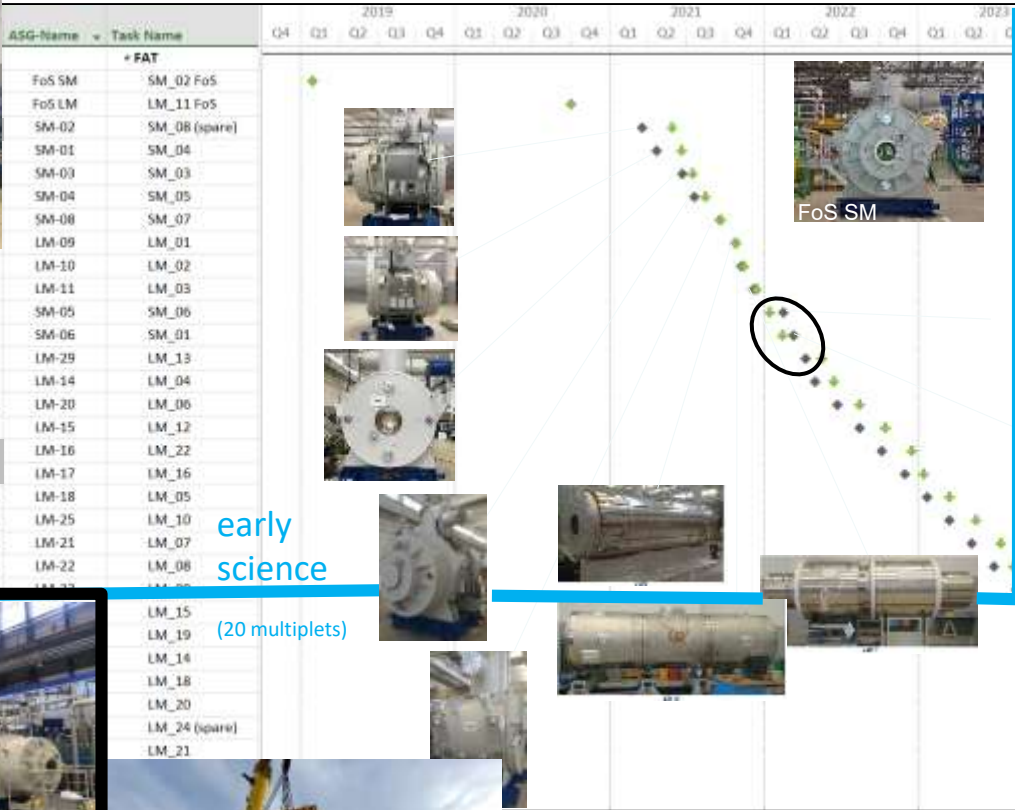 2019 2020 2021 2022 2023
ASG-Name Task Name Q4 Q1 Q2 Q3 Q4 Q1 Q2 Q3 Q4 Q1 Q2 Q3 Q4 Q1 Q2 Q3 Q4 Q1 Q2
FAT
FoS SM SM_02 FoS
FoS LM LM_11 FoS
SM-02 SM_08 (spare)
SM-01 SM_04
SM-03 SM_03
SM-04 SM_05
SM-08 SM_07
FoS SM
LM-09 LM_01
LM-10 LM_02
LM-11 LM_03
SM-05 SM_06
SM-06 SM_01
LM-29 LM_13
LM-14 LM_04
LM-20 LM_06
LM-15 LM_12
LM-16 LM_22
LM-17 LM_16
LM-18 LM_05
LM-25 LM_10
LM-21 LM_07
LM-22 LM_08
early
science
(20 multiplets)
LM_15
LM_19
LM_14
LM_18
LM_20
LM_24 (spare)
LM_21